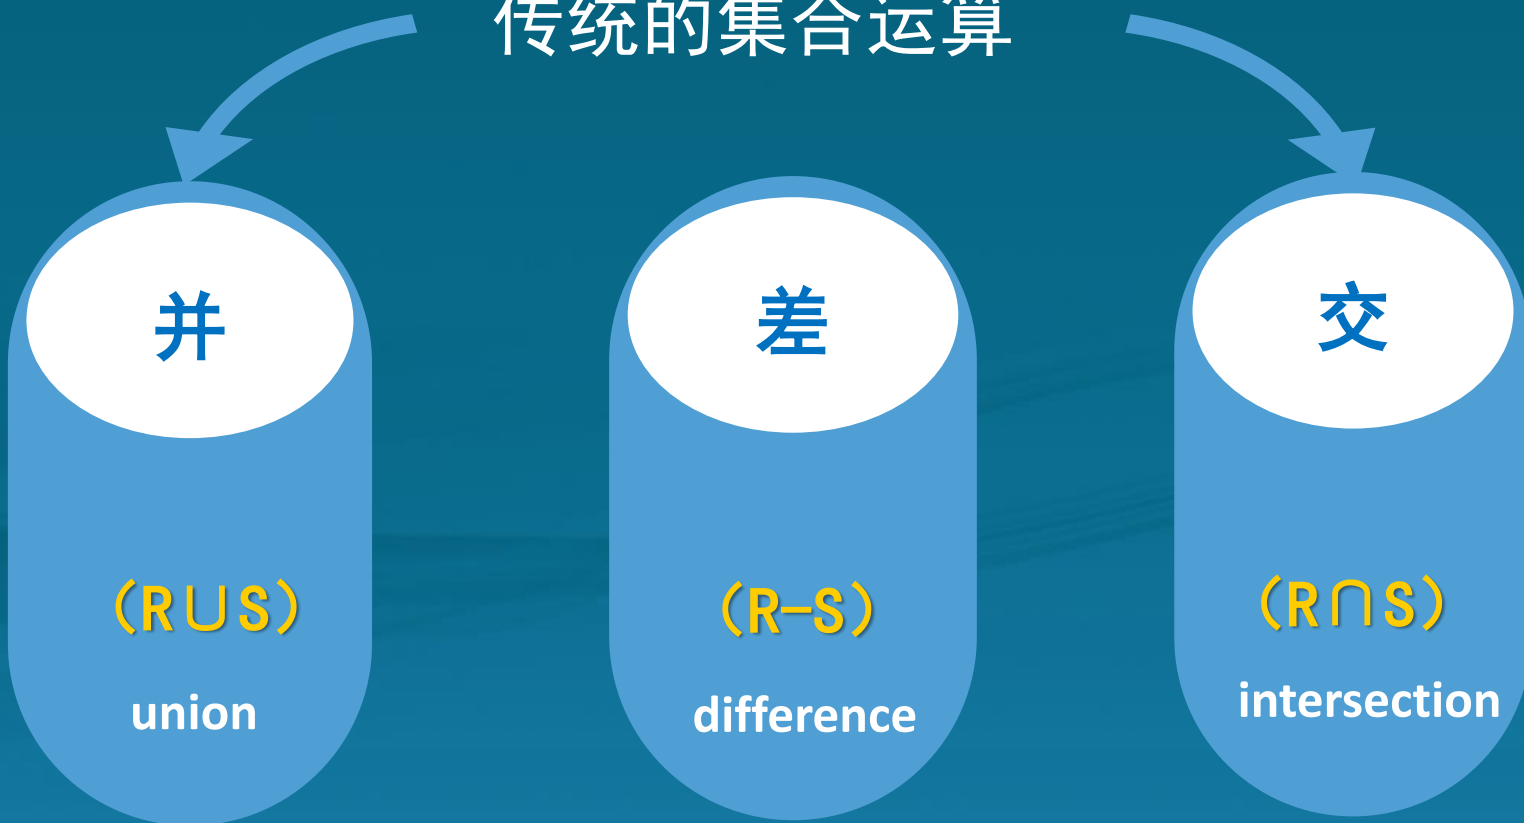 传统的集合运算
并
(R∪S)
union
差
(R-S)
difference
交
(R∩S)
intersection